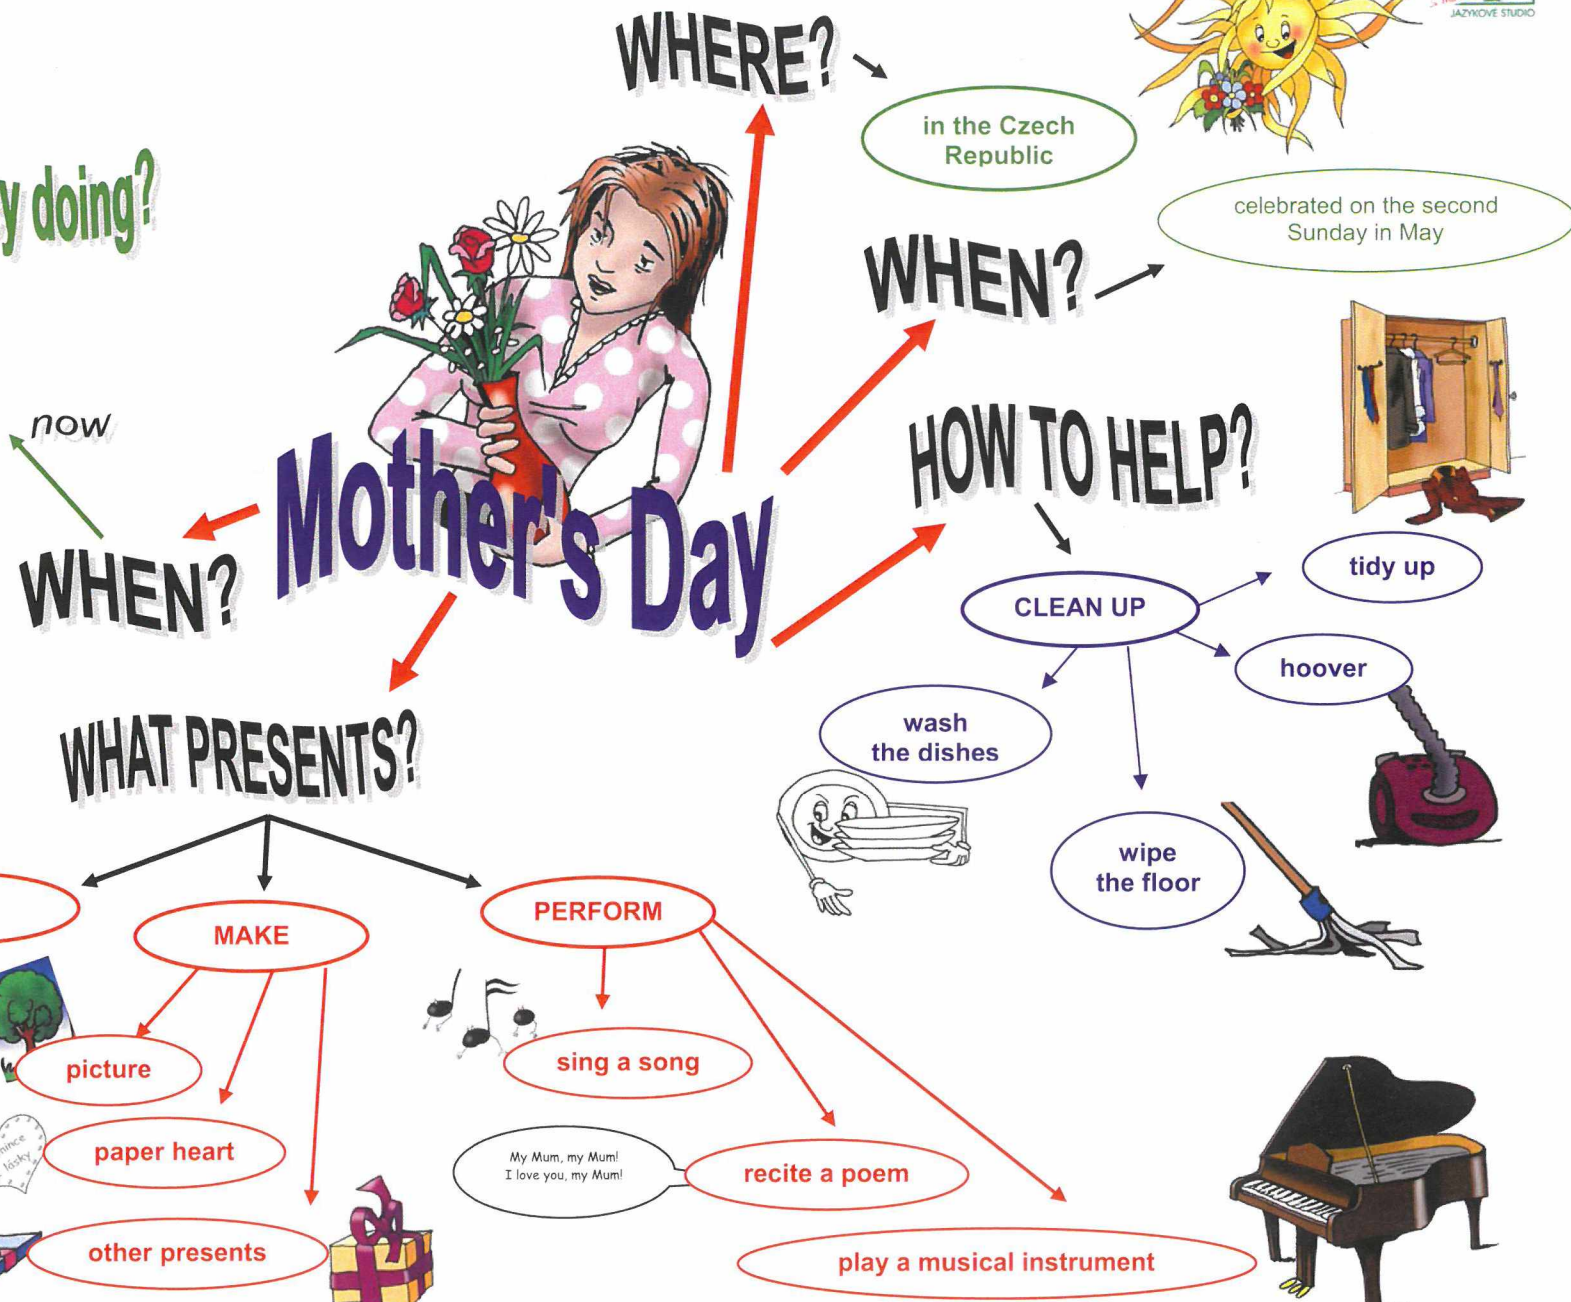 WHERE?
JAZYKOVÉ STUDIO
in the Czech
Republic
y doing?
celebrated on the second
Sunday in May
WHEN?
now
HOW TO HELP?
Mother's Day
WHEN?
tidy up
CLEAN UP
hoover
wash
the dishes
WHAT PRESENTS?
wipe
the floor
MAKE
PERFORM
picture
sing a song
paper heart
My Mum, my Mum!
I love you, my Mum!
recite a poem
lásky
other presents
play a musical instrument